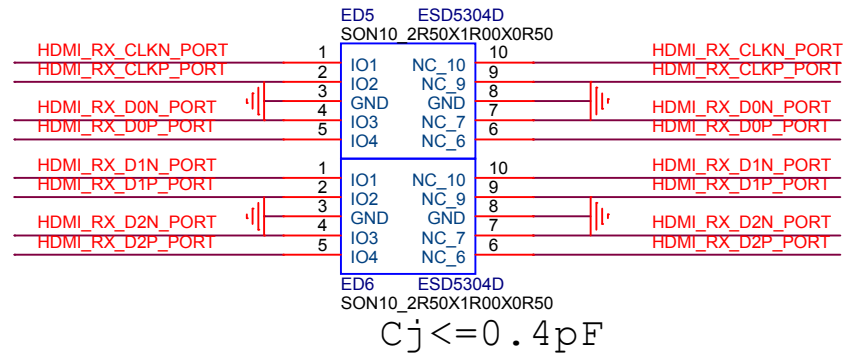 ED5 ESD5304D
SON10_2R50X1R00X0R50
HDMI_RX_CLKN_PORT 1 IO1 NC_10 10 HDMI_RX_CLKN_PORT
HDMI_RX_CLKP_PORT 2 IO2 NC_9 9 HDMI_RX_CLKP_PORT
3 GND GND 8
HDMI_RX_D0N_PORT 4 IO3 NC_7 7 HDMI_RX_D0N_PORT
HDMI_RX_D0P_PORT 5 IO4 NC_6 6 HDMI_RX_D0P_PORT
HDMI_RX_D1N_PORT 1 IO1 NC_10 10 HDMI_RX_D1N_PORT
HDMI_RX_D1P_PORT 2 IO2 NC_9 9 HDMI_RX_D1P_PORT
3 GND GND 8
HDMI_RX_D2N_PORT 4 IO3 NC_7 7 HDMI_RX_D2N_PORT
HDMI_RX_D2P_PORT 5 IO4 NC_6 6 HDMI_RX_D2P_PORT
ED6 ESD5304D
SON10_2R50X1R00X0R50
Cj<=0.4pF